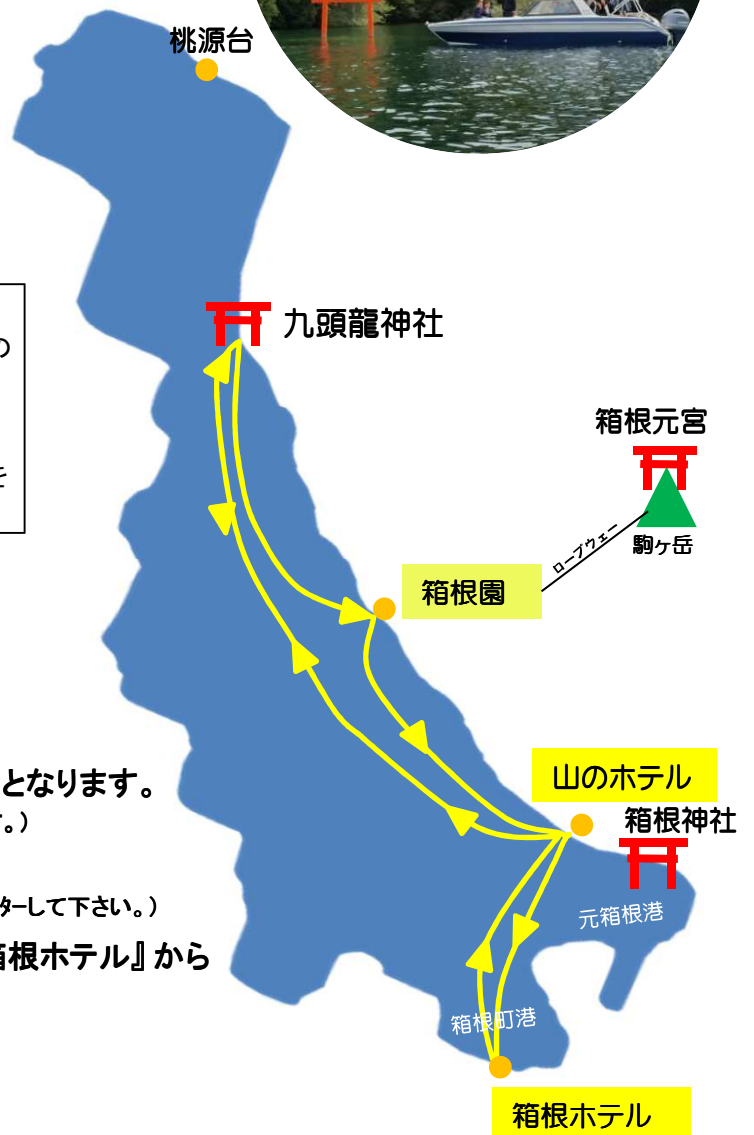 桃源台
九頭龍神社
の
箱根元宮
を
ロープウェー
駒ヶ岳
箱根園
山のホテル
となります。
箱根神社
。）
ターして下さい。）
元箱根港
箱根ホテル』から
箱根町港
箱根ホテル